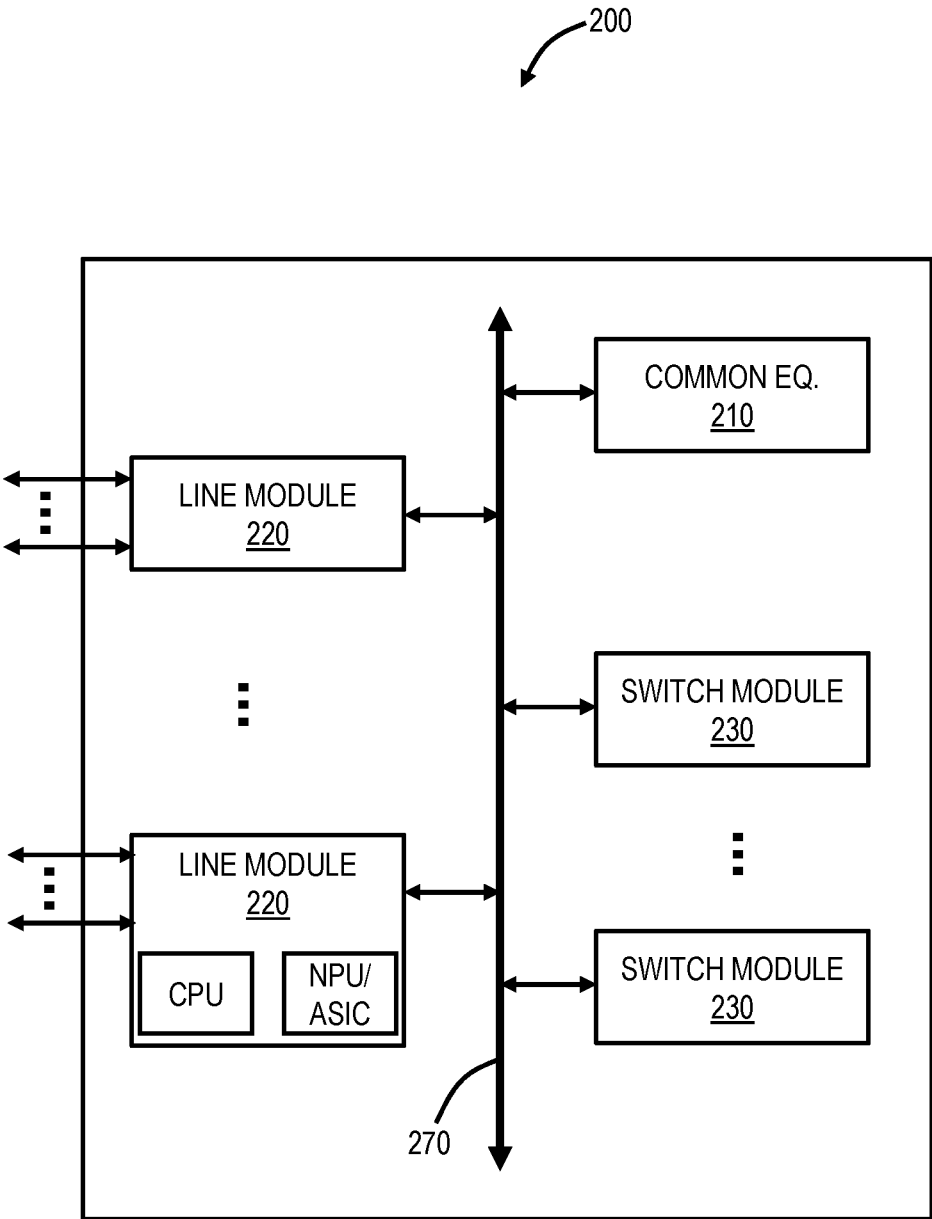 200
COMMON EQ.
210
LINE MODULE
220
SWITCH MODULE
230
LINE MODULE
220
CPU
NPU/
ASIC
SWITCH MODULE
230
270